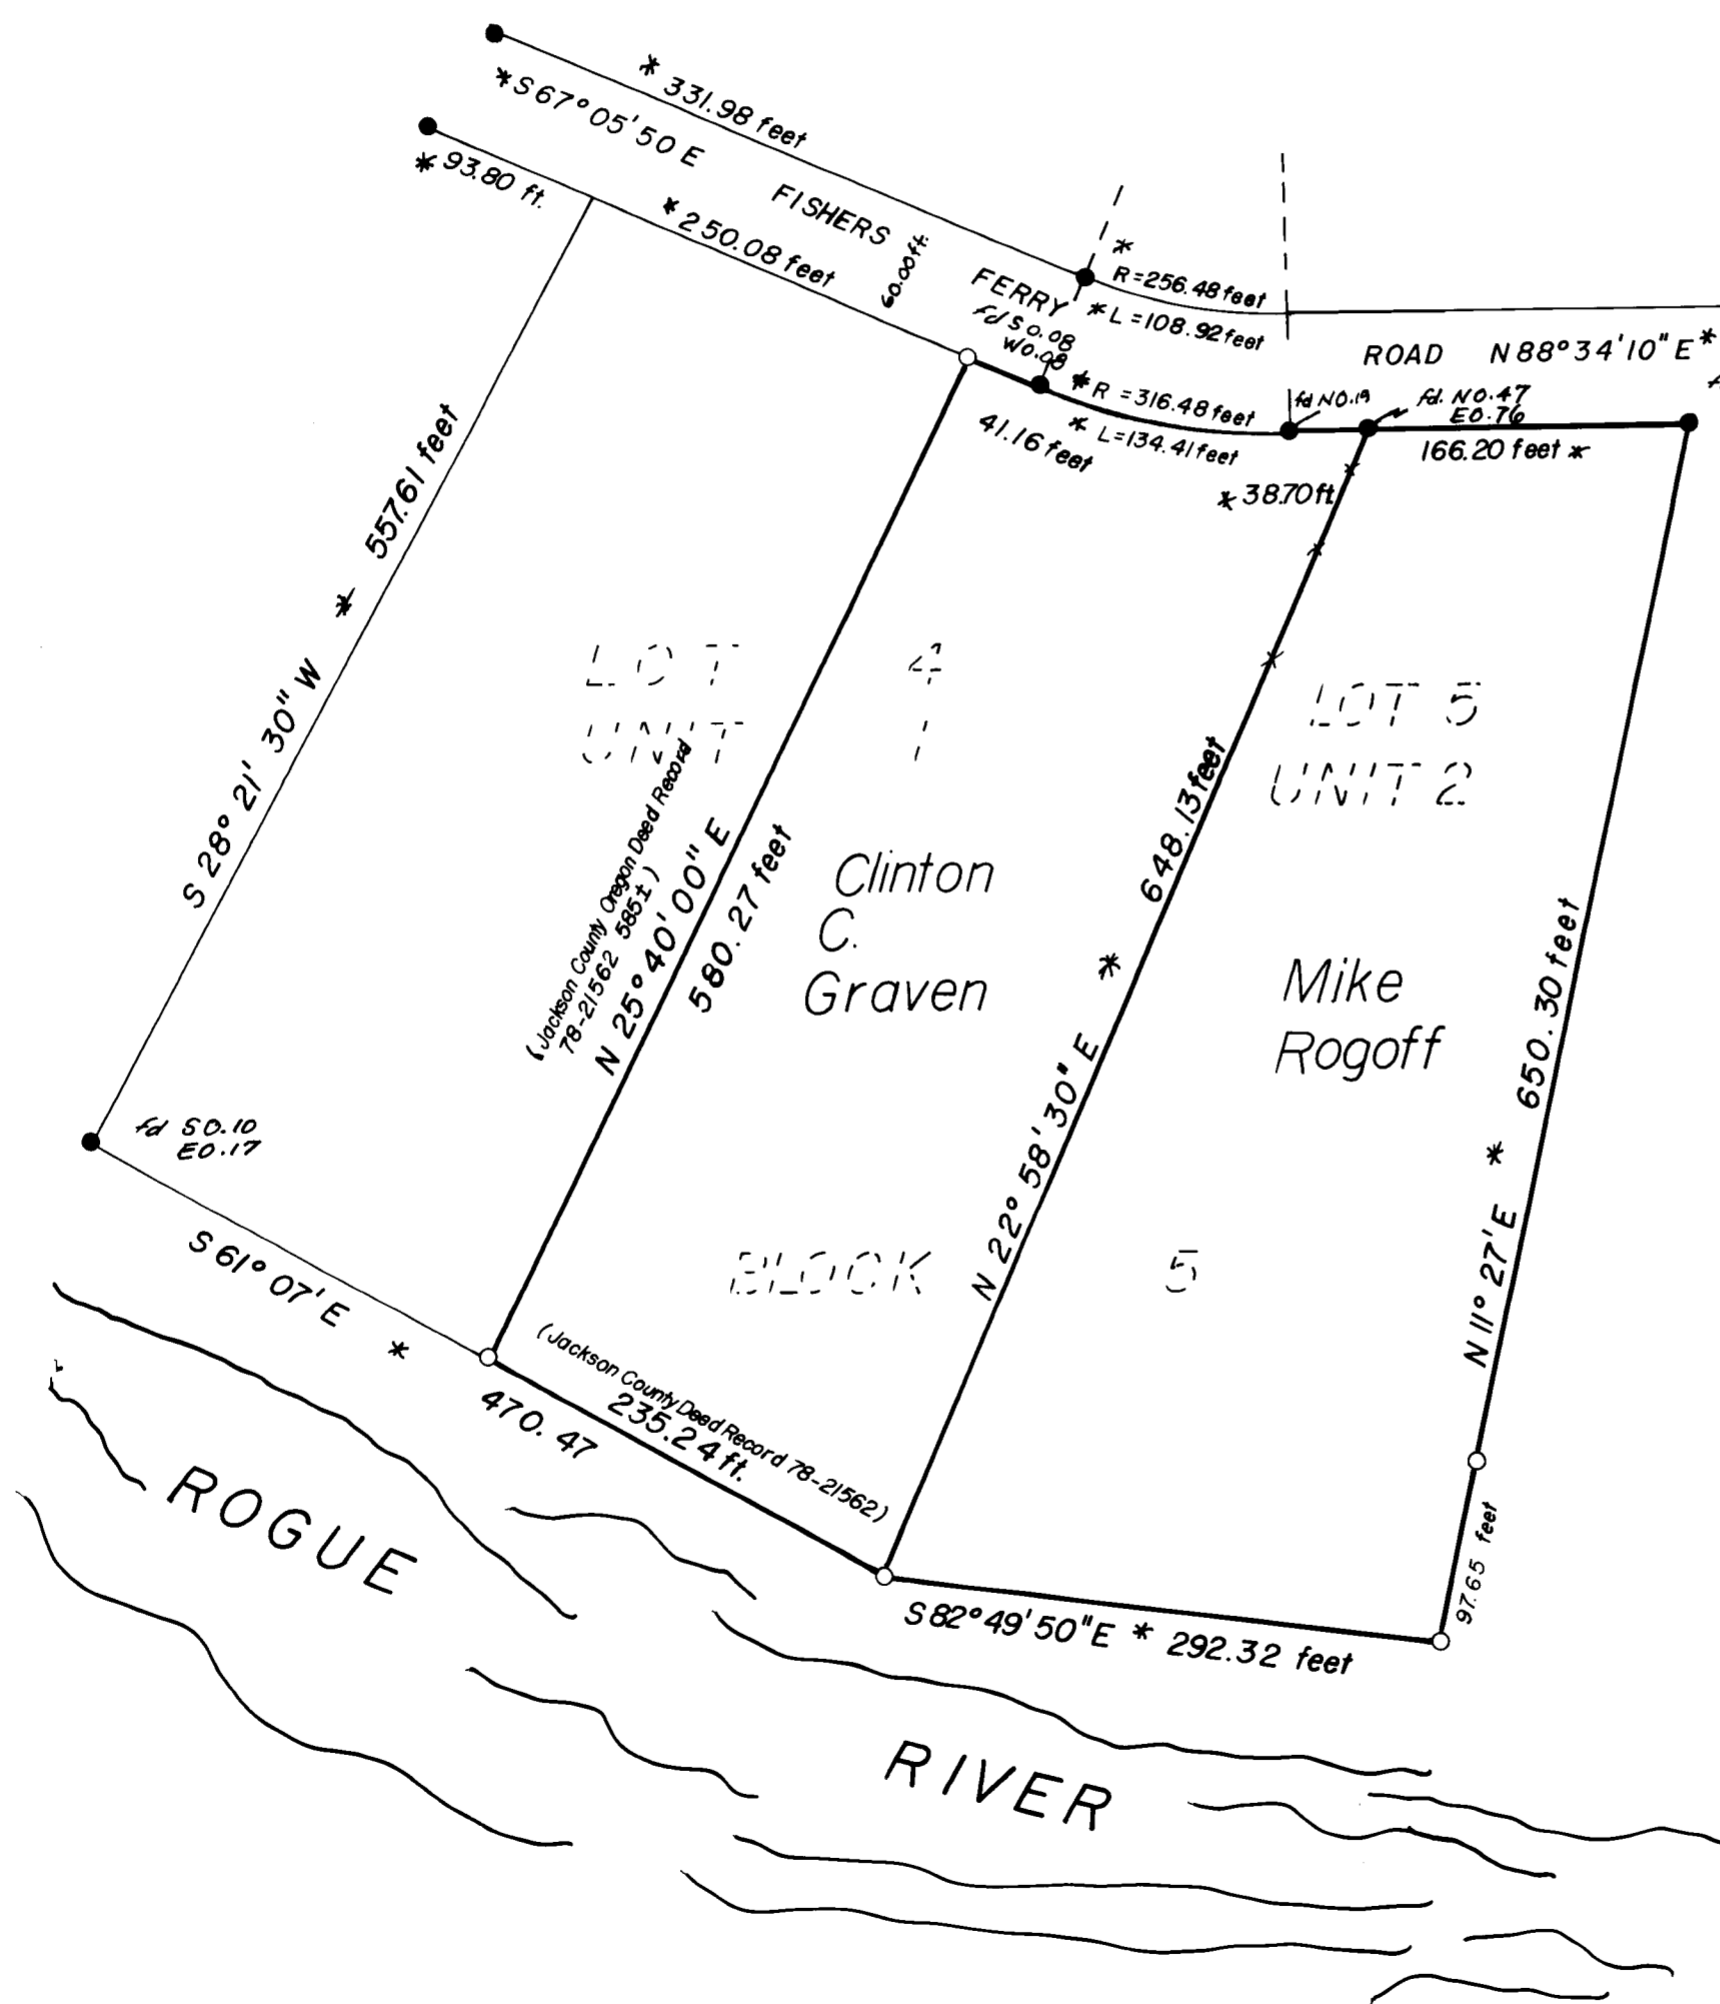 * 331.98 feet
* S 67° 05' 50 E
* 93.80 ft.
* 250.08 feet
FISHERS
60.00 ft.
FERRY
*
R = 256.48 feet
* L = 108.92 feet
fd S 0.08
W 0.08
ROAD N 88° 34' 10" E *
* R = 316.48 feet
* L = 134.41 feet
41.16 feet
fd N 0.19
fd. N 0.47
E 0.76
166.20 feet *
* 38.70 ft.
S 28° 21' 30" W * 557.61 feet
LOT 4
UNIT 1
LOT 5
UNIT 2
(Jackson County Oregon Deed Record
78-21562 585±)
N 25° 40' 00" E
580.27 feet
Clinton
C.
Graven
N 22° 58' 30" E * 648.13 feet
Mike
Rogoff
N 11° 27' E * 650.30 feet
fd S 0.10
E 0.17
S 61° 07' E *
470.47
BLOCK 5
(Jackson County Deed Record 78-21562)
235.24 ft.
97.65 feet
S 82° 49' 50" E * 292.32 feet
ROGUE
RIVER